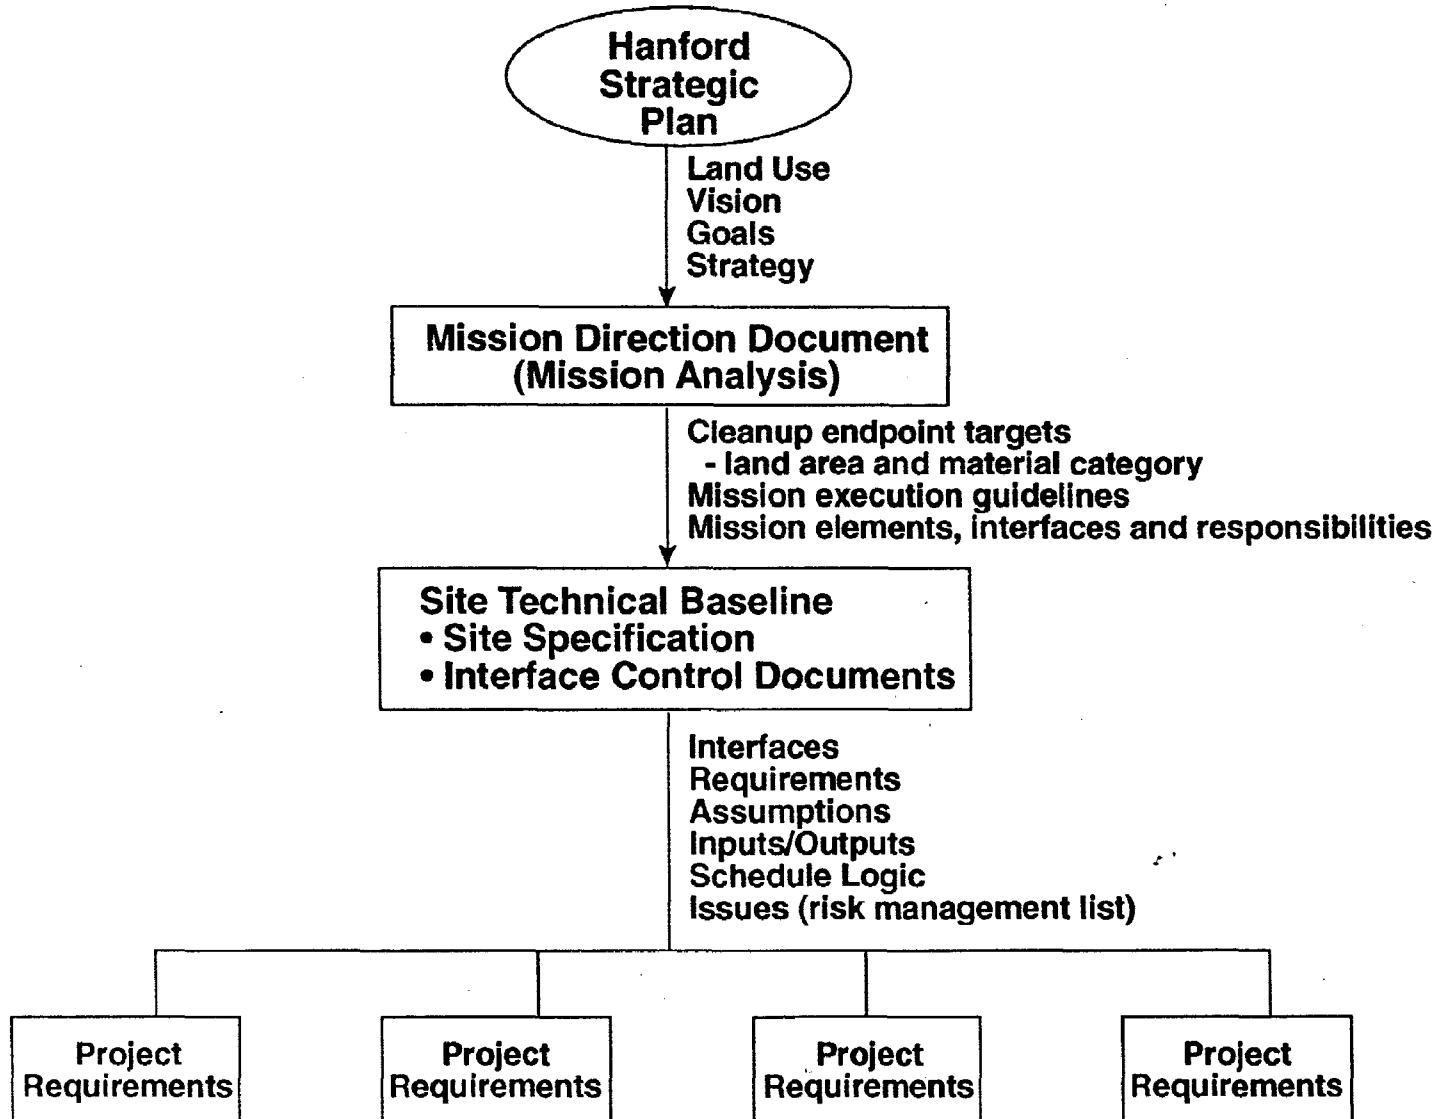 Hanford
Strategic
Plan
Land Use
Vision
Goals
Strategy
Mission Direction Document
(Mission Analysis)
Cleanup endpoint targets
- land area and material category
Mission execution guidelines
Mission elements, interfaces and responsibilities
Site Technical Baseline
• Site Specification
• Interface Control Documents
Interfaces
Requirements
Assumptions
Inputs/Outputs
Schedule Logic
Issues (risk management list)
Project
Requirements
Project
Requirements
Project
Requirements
Project
Requirements